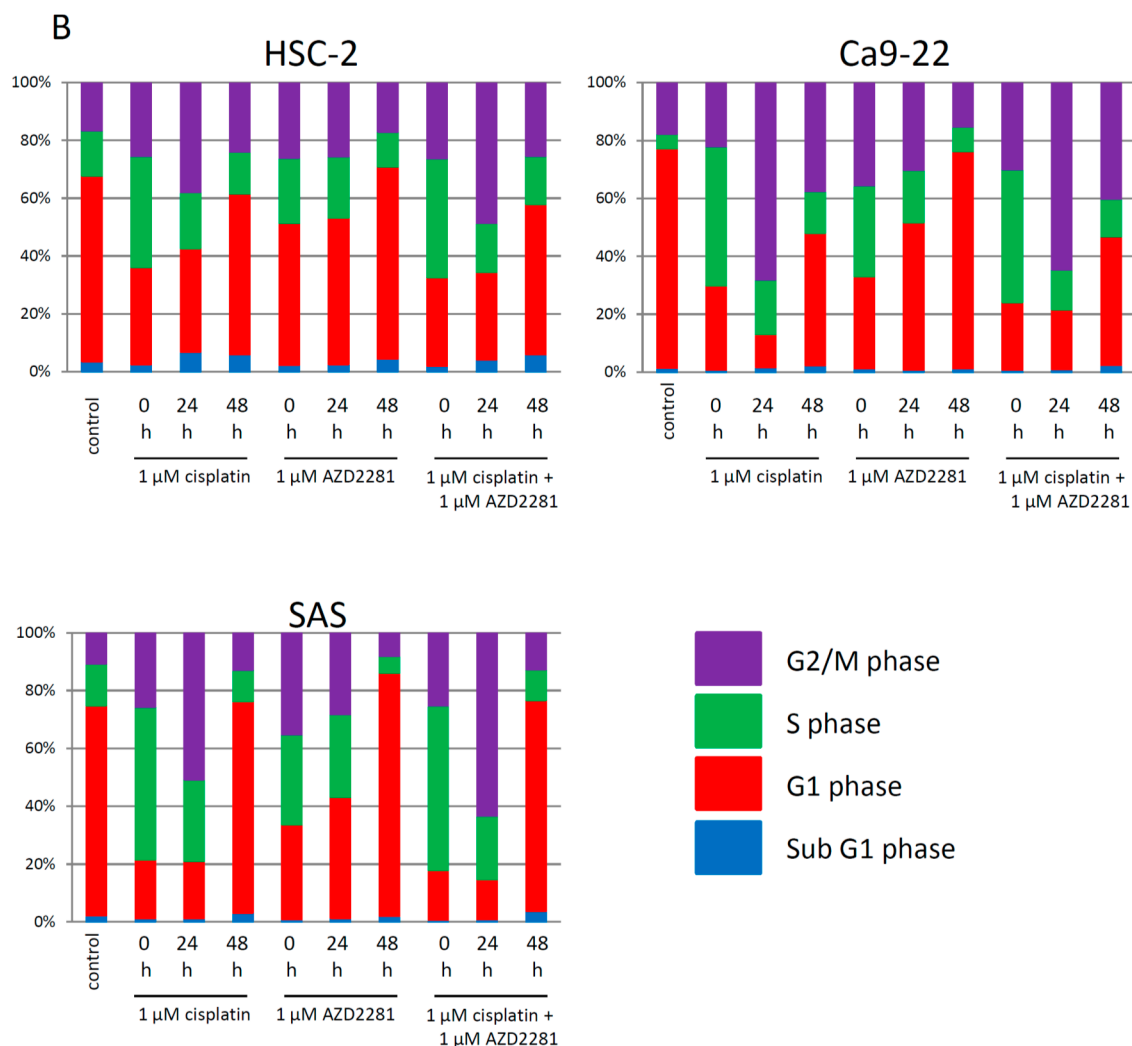 B
HSC-2
100%
80%
60%
40%
20%
0%
control
0 24 48 0 24 48 0 24 48
h h h h h h h h h
1 µM cisplatin 1 µM AZD2281 1 µM cisplatin +
1 µM AZD2281
Ca9-22
100%
80%
60%
40%
20%
0%
control
0 24 48 0 24 48 0 24 48
h h h h h h h h h
1 µM cisplatin 1 µM AZD2281 1 µM cisplatin +
1 µM AZD2281
SAS
100%
80%
60%
40%
20%
0%
control
0 24 48 0 24 48 0 24 48
h h h h h h h h h
1 µM cisplatin 1 µM AZD2281 1 µM cisplatin +
1 µM AZD2281
G2/M phase
S phase
G1 phase
Sub G1 phase